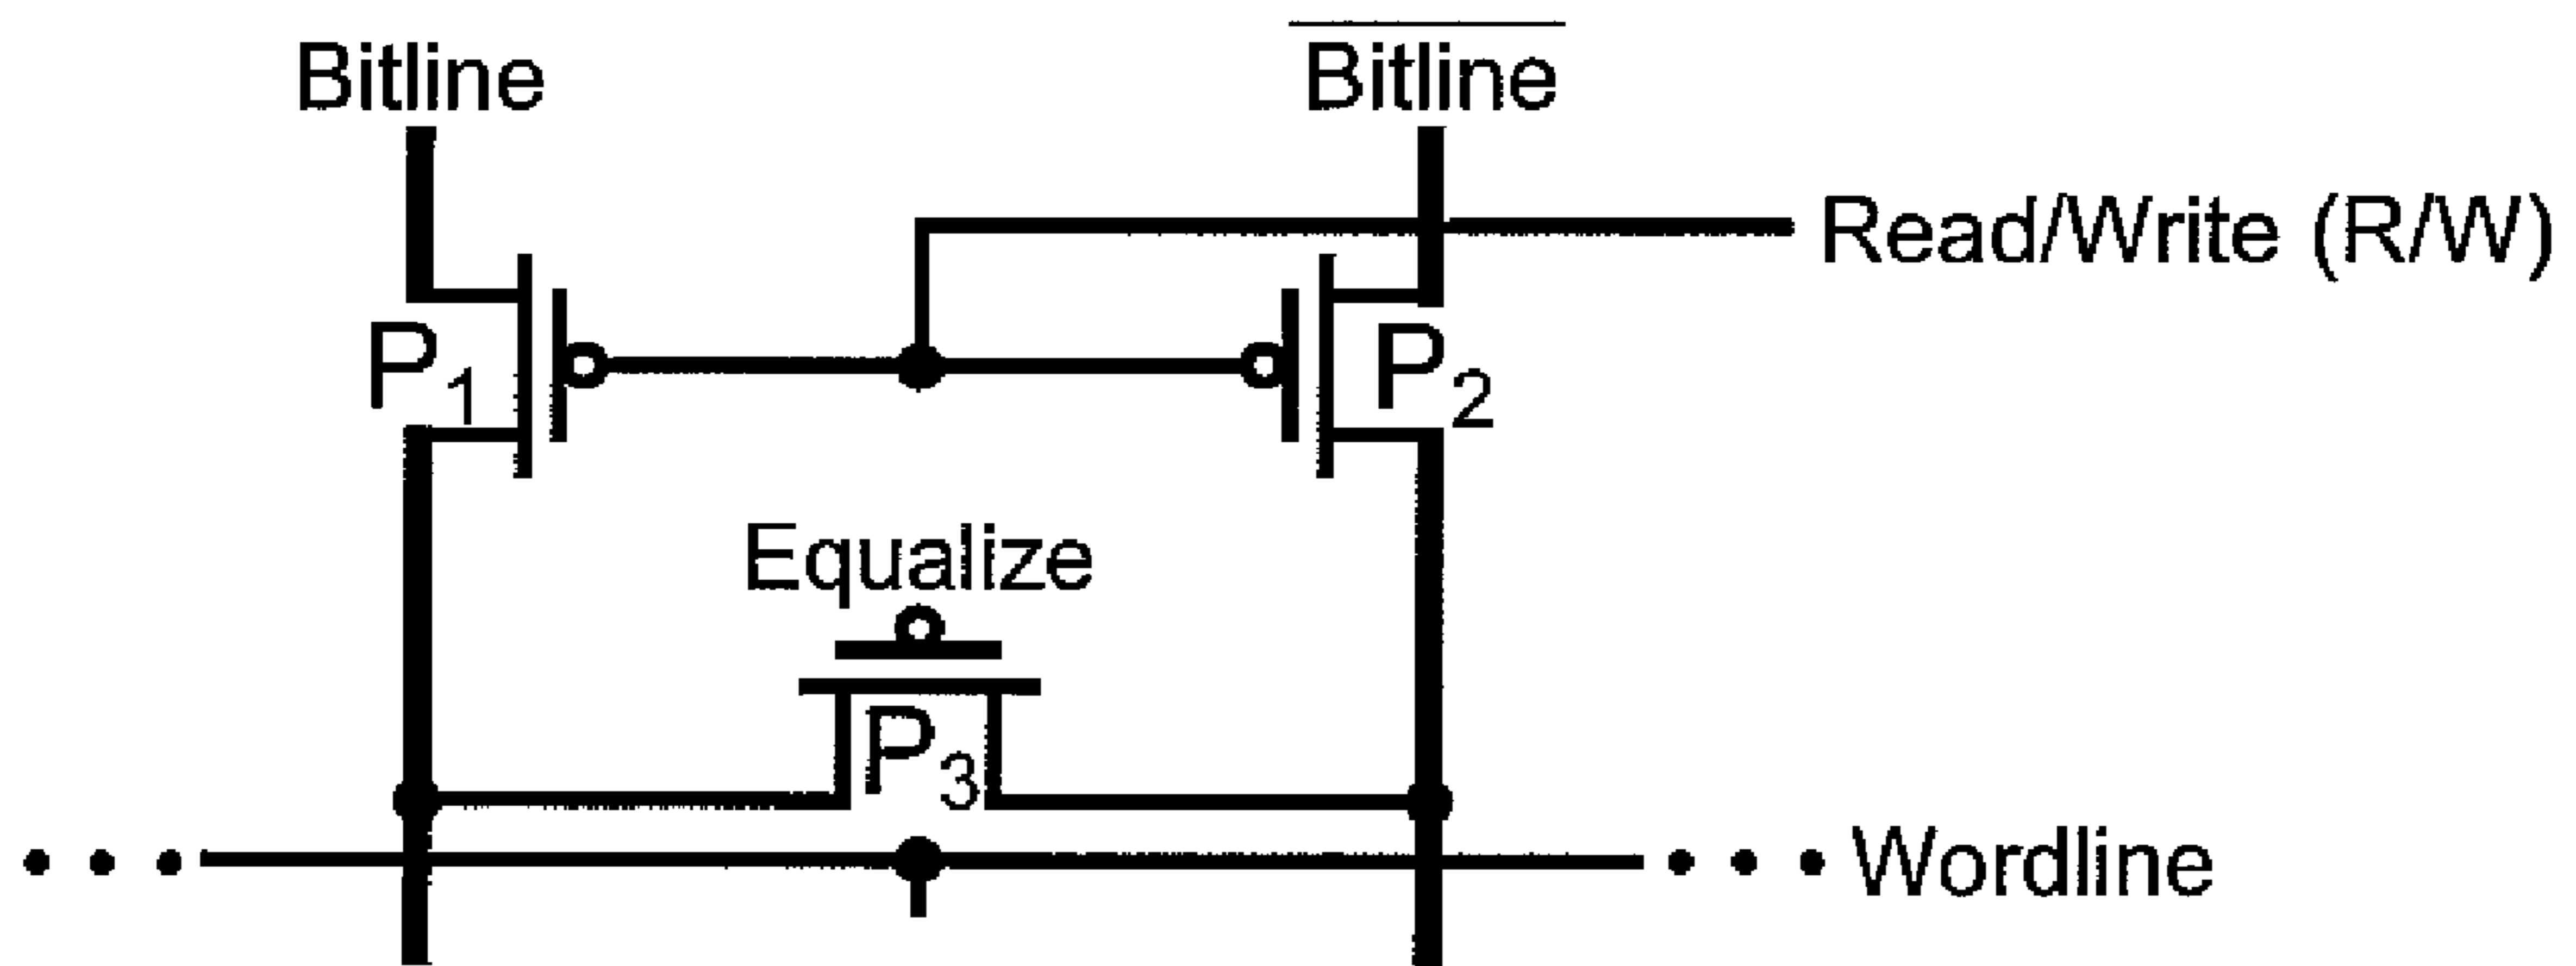 Bitline
Bitline
Read/Write (R/W)
P1
P2
Equalize
P3
Wordline